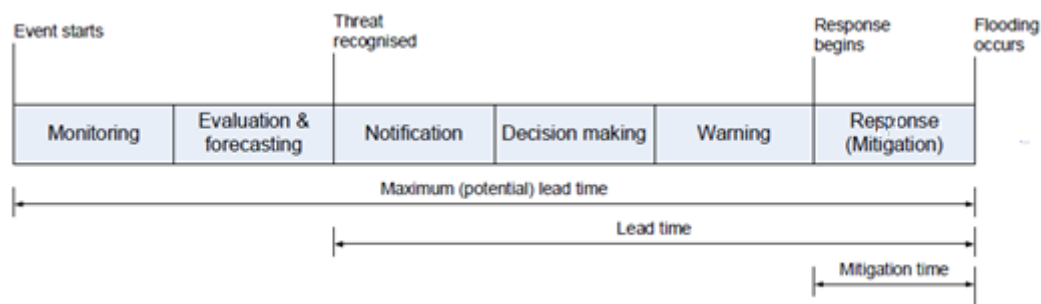 Event starts
Threat
recognised
Response
begins
Flooding
occurs
Monitoring
Evaluation &
forecasting
Notification
Decision making
Warning
Response
(Mitigation)
Maximum (potential) lead time
Lead time
Mitigation time